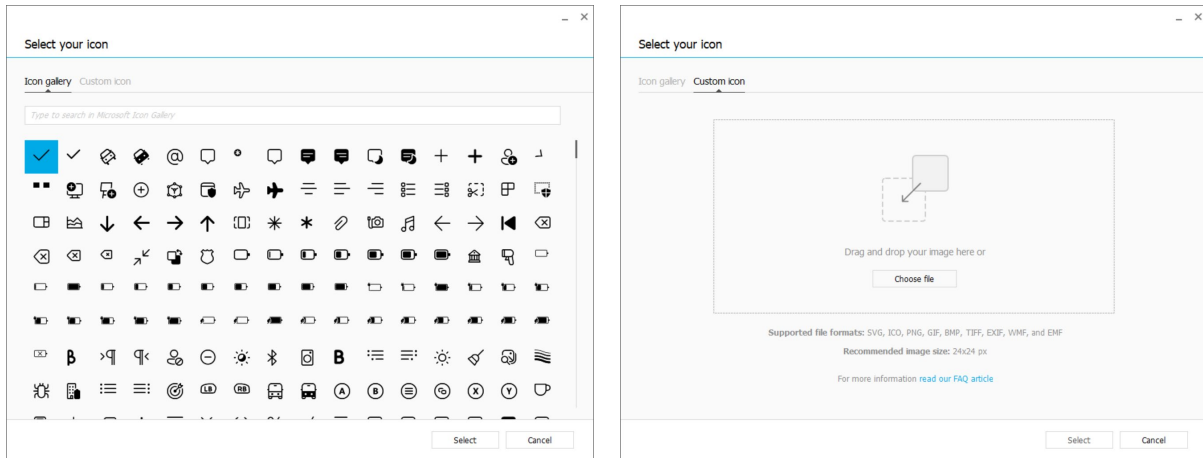 Select your icon
Icon gallery Custom icon
Type to search in Microsoft Icon Gallery
LB RB A B X Y
Select Cancel
Select your icon
Icon gallery Custom icon
Drag and drop your image here or
Choose file
Supported file formats: SVG, ICO, PNG, GIF, BMP, TIFF, EXIF, WMF, and EMF
Recommended image size: 24x24 px
For more information read our FAQ article
Select Cancel